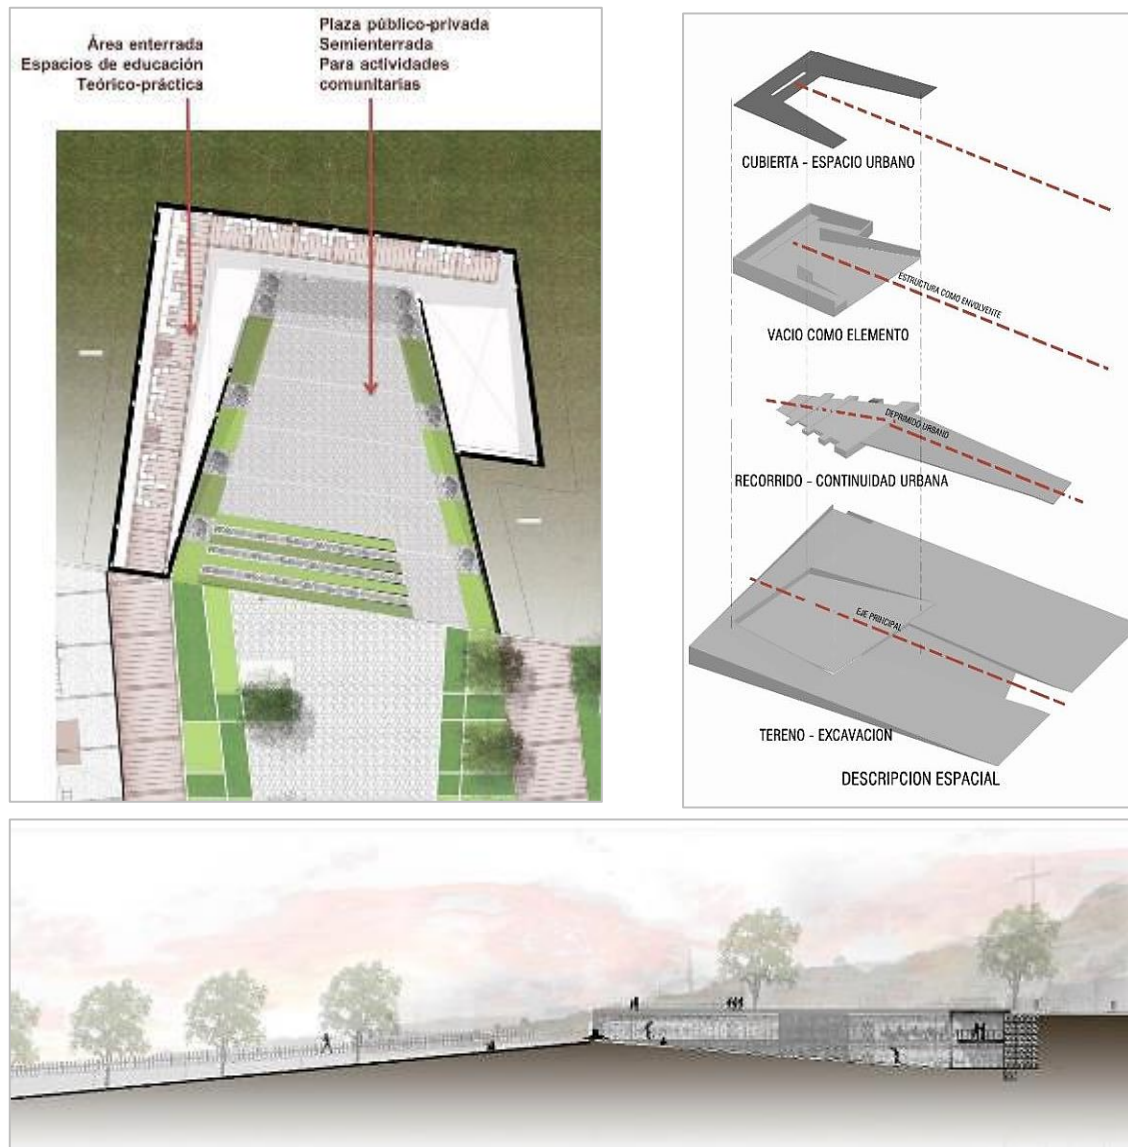 Área enterrada
Espacios de educación
Teórico-práctica
Plaza público-privada
Semienterrada
Para actividades
comunitarias
CUBIERTA - ESPACIO URBANO
ESTRUCTURA COMO ENVOLVENTE
VACIO COMO ELEMENTO
DEPRIMIDO URBANO
RECORRIDO - CONTINUIDAD URBANA
EJE PRINCIPAL
TERENO - EXCAVACION
DESCRIPCION ESPACIAL